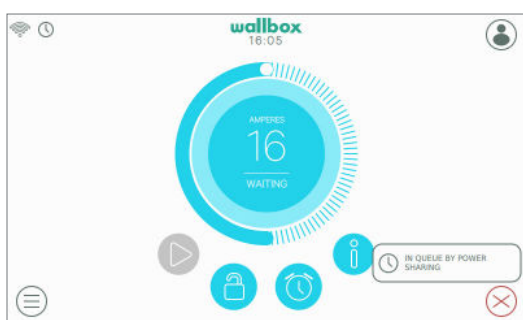 wallbox
16:05
AMPERES
16
WAITING
IN QUEUE BY POWER
SHARING